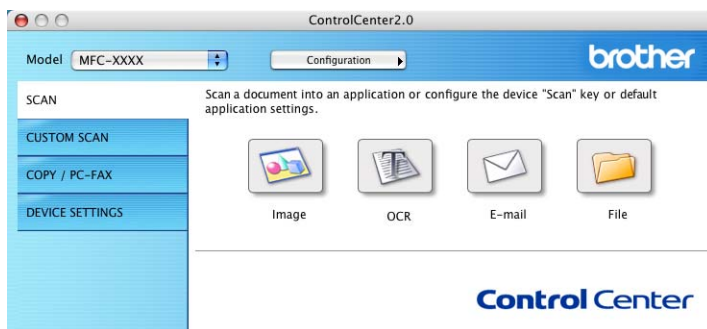 ControlCenter2.0
Model MFC-XXXX Configuration brother
SCAN
CUSTOM SCAN
COPY / PC-FAX
DEVICE SETTINGS
Scan a document into an application or configure the device "Scan" key or default
application settings.
Image OCR E-mail File
Control Center